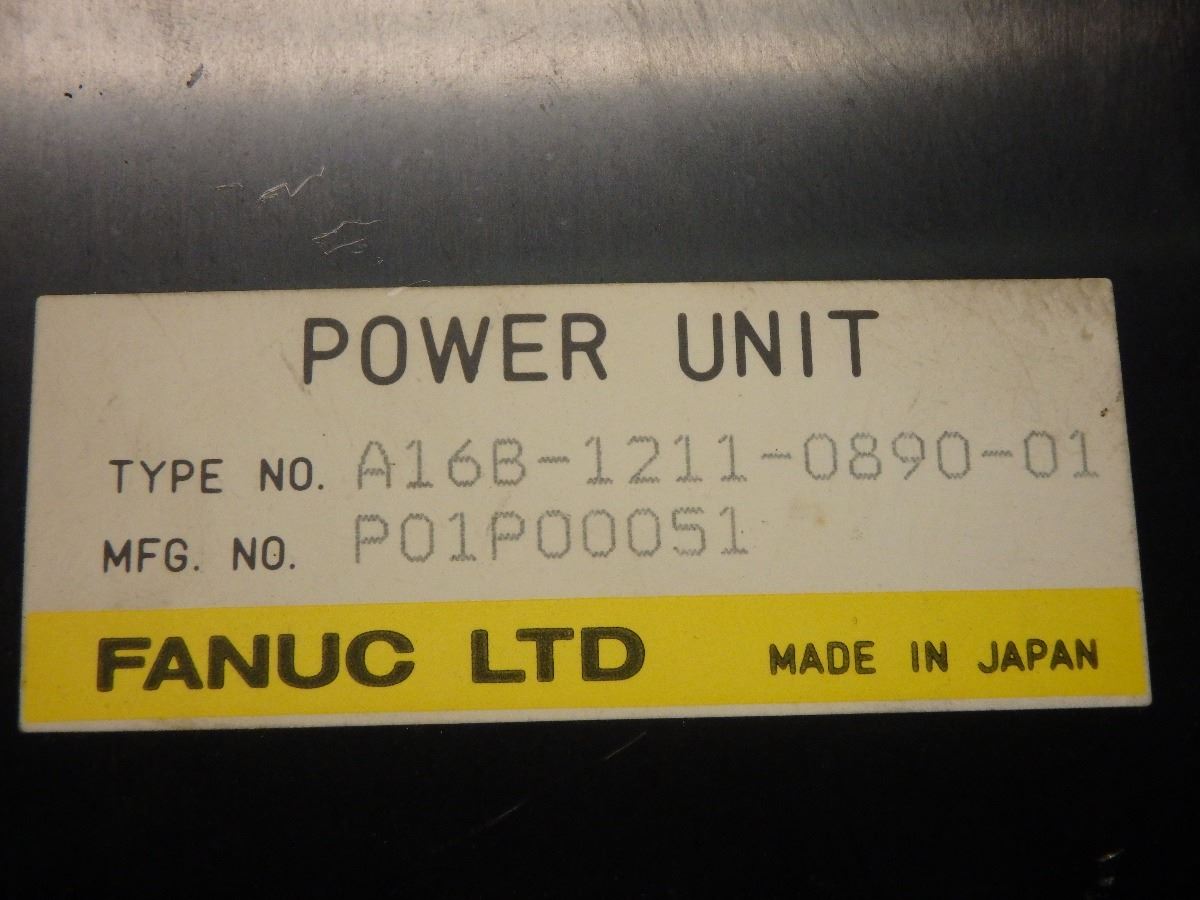 POWER UNIT
TYPE NO. A16B-1211-0890-01
MFG. NO. P01P00051
FANUC LTD MADE IN JAPAN